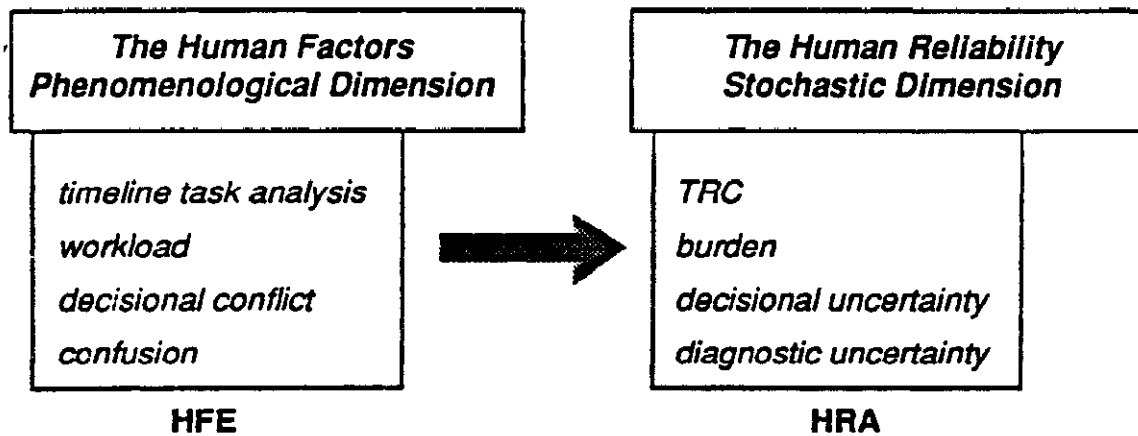 The Human Factors
Phenomenological Dimension
timeline task analysis
workload
decisional conflict
confusion
HFE
The Human Reliability
Stochastic Dimension
TRC
burden
decisional uncertainty
diagnostic uncertainty
HRA